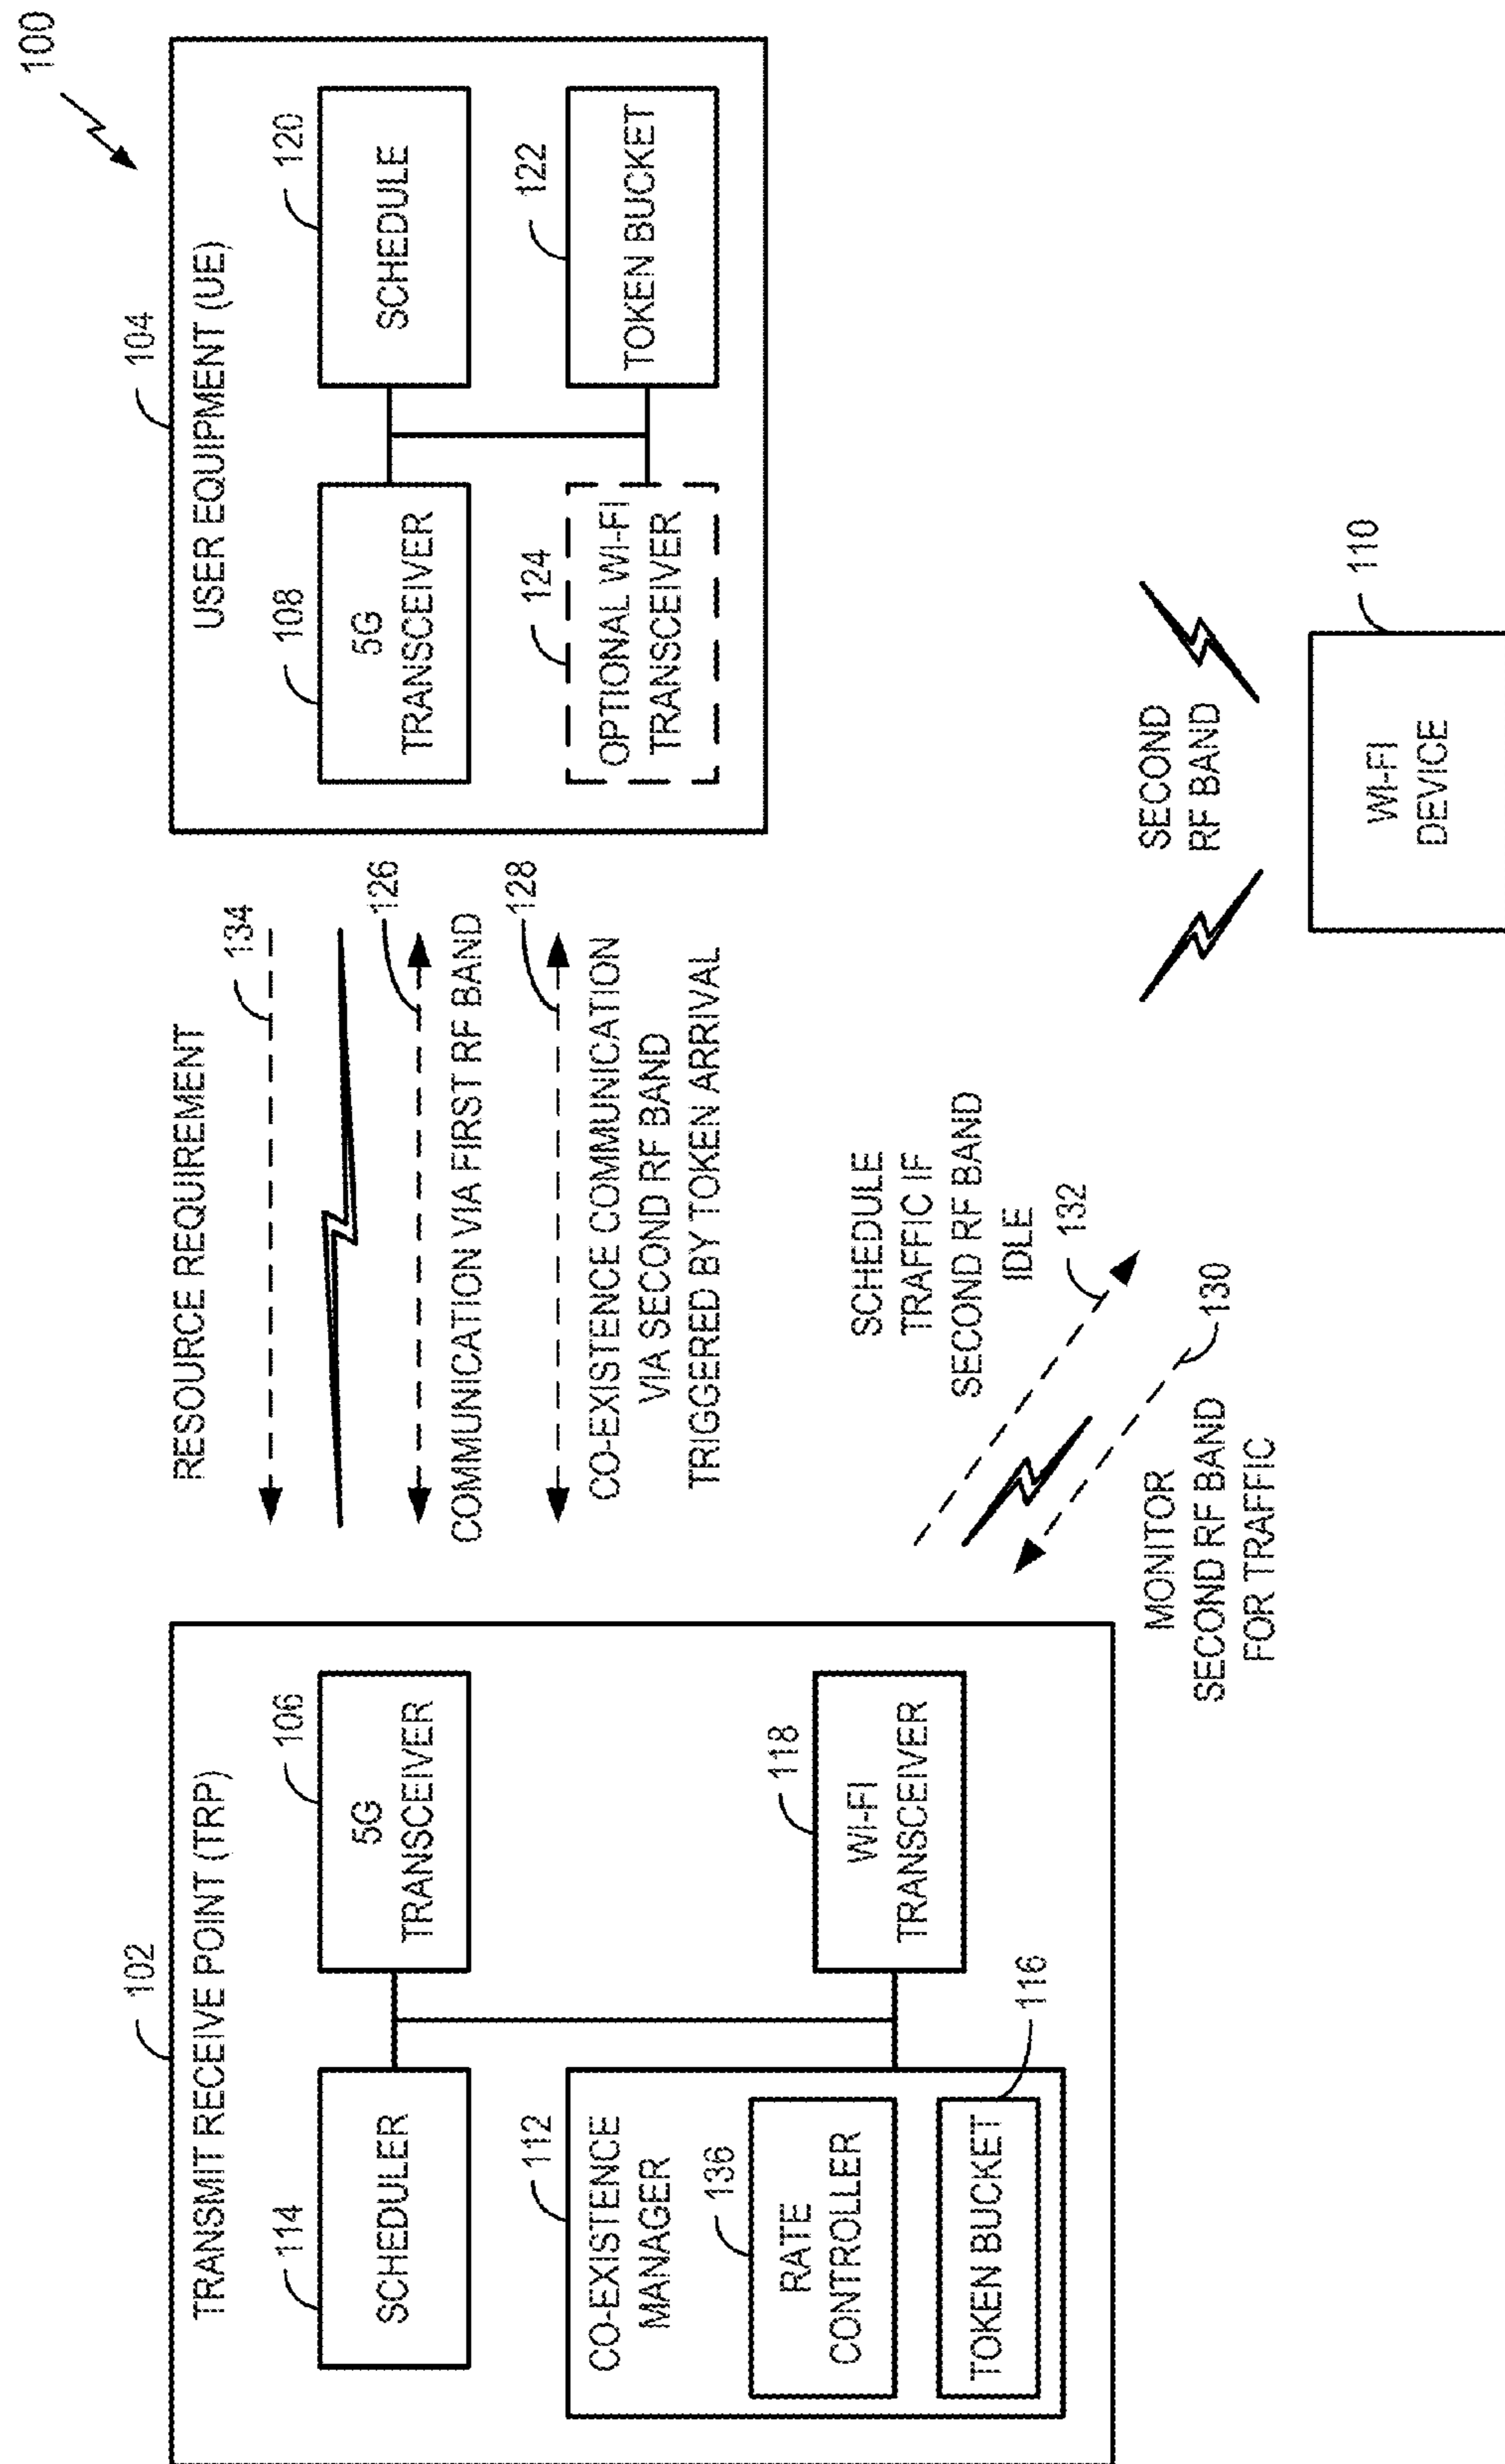 100
102
TRANSMIT RECEIVE POINT (TRP)
114
SCHEDULER
106
5G
TRANSCEIVER
112
CO-EXISTENCE
MANAGER
136
RATE
CONTROLLER
TOKEN BUCKET
116
118
WI-FI
TRANSCEIVER
RESOURCE REQUIREMENT
134
126
COMMUNICATION VIA FIRST RF BAND
128
CO-EXISTENCE COMMUNICATION
VIA SECOND RF BAND
TRIGGERED BY TOKEN ARRIVAL
104
USER EQUIPMENT (UE)
108
5G
TRANSCEIVER
120
SCHEDULE
124
OPTIONAL WI-FI
TRANSCEIVER
122
TOKEN BUCKET
SCHEDULE
TRAFFIC IF
SECOND RF BAND
IDLE
132
130
MONITOR
SECOND RF BAND
FOR TRAFFIC
SECOND
RF BAND
110
WI-FI
DEVICE